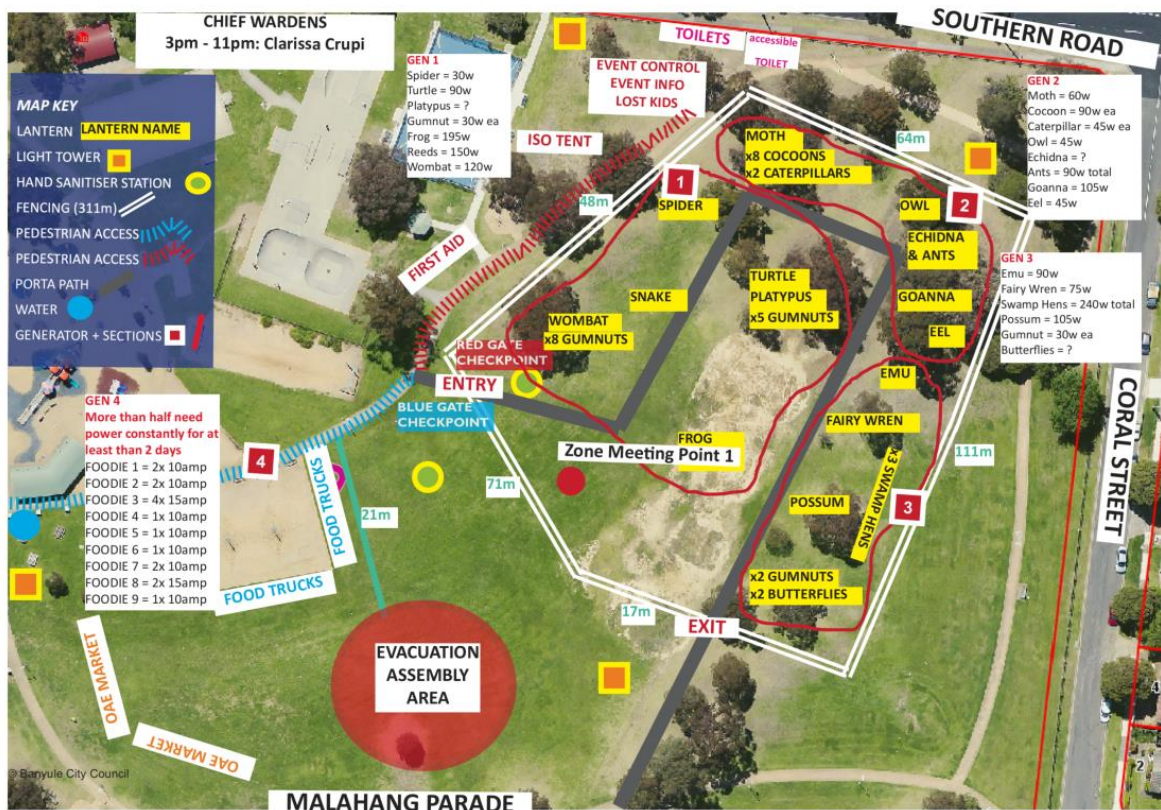 CHIEF WARDENS
3pm - 11pm: Clarissa Crupi
SOUTHERN ROAD
TOILETS
accessible
TOILET
EVENT CONTROL
EVENT INFO
LOST KIDS
ISO TENT
FIRST AID
MAP KEY
LANTERN LANTERN NAME
LIGHT TOWER
HAND SANITISER STATION
FENCING (311m)
PEDESTRIAN ACCESS
PEDESTRIAN ACCESS
PORTA PATH
WATER
GENERATOR + SECTIONS
GEN 1
Spider = 30w
Turtle = 90w
Platypus = ?
Gumnut = 30w ea
Frog = 195w
Reeds = 150w
Wombat = 120w
GEN 2
Moth = 60w
Cocoon = 90w ea
Caterpillar = 45w ea
Owl = 45w
Echidna = ?
Ants = 90w total
Goanna = 105w
Eel = 45w
GEN 3
Emu = 90w
Fairy Wren = 75w
Swamp Hens = 240w total
Possum = 105w
Gumnut = 30w ea
Butterflies = ?
GEN 4
More than half need
power constantly for at
least than 2 days
FOODIE 1 = 2x 10amp
FOODIE 2 = 2x 10amp
FOODIE 3 = 4x 15amp
FOODIE 4 = 1x 10amp
FOODIE 5 = 1x 10amp
FOODIE 6 = 1x 10amp
FOODIE 7 = 2x 10amp
FOODIE 8 = 2x 15amp
FOODIE 9 = 1x 10amp
MOTH
x8 COCOONS
x2 CATERPILLARS
64m
48m
1
SPIDER
OWL
2
ECHIDNA
& ANTS
TURTLE
PLATYPUS
x5 GUMNUTS
SNAKE
GOANNA
EEL
WOMBAT
x8 GUMNUTS
RED GATE
CHECKPOINT
ENTRY
BLUE GATE
CHECKPOINT
EMU
FAIRY WREN
FROG
Zone Meeting Point 1
x3 SWAMP HENS
111m
CORAL STREET
4
71m
21m
POSSUM
3
FOOD TRUCKS
FOOD TRUCKS
x2 GUMNUTS
x2 BUTTERFLIES
17m
EXIT
EVACUATION
ASSEMBLY
AREA
OAE MARKET
OAE MARKET
4
2
© Banyule City Council
MALAHANG PARADE